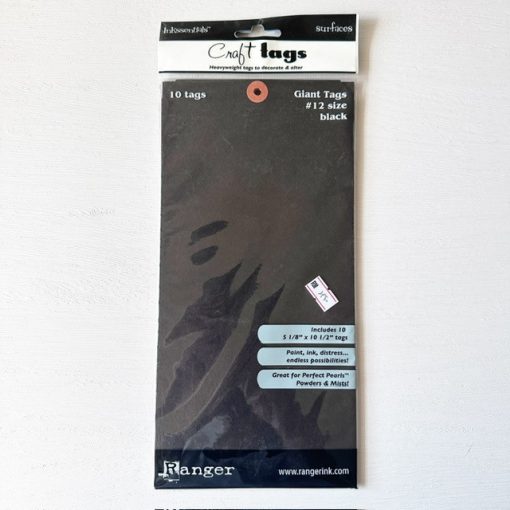 InkEssentials™
surfaces
Craft tags
Heavyweight tags to decorate & alter
10 tags
Giant Tags
#12 size
black
Includes 10
5 1/8" x 10 1/2" tags
Paint, ink, distress...
endless possibilities!
Great for Perfect Pearls™
Powders & Mists!
Ranger
www.rangerink.com